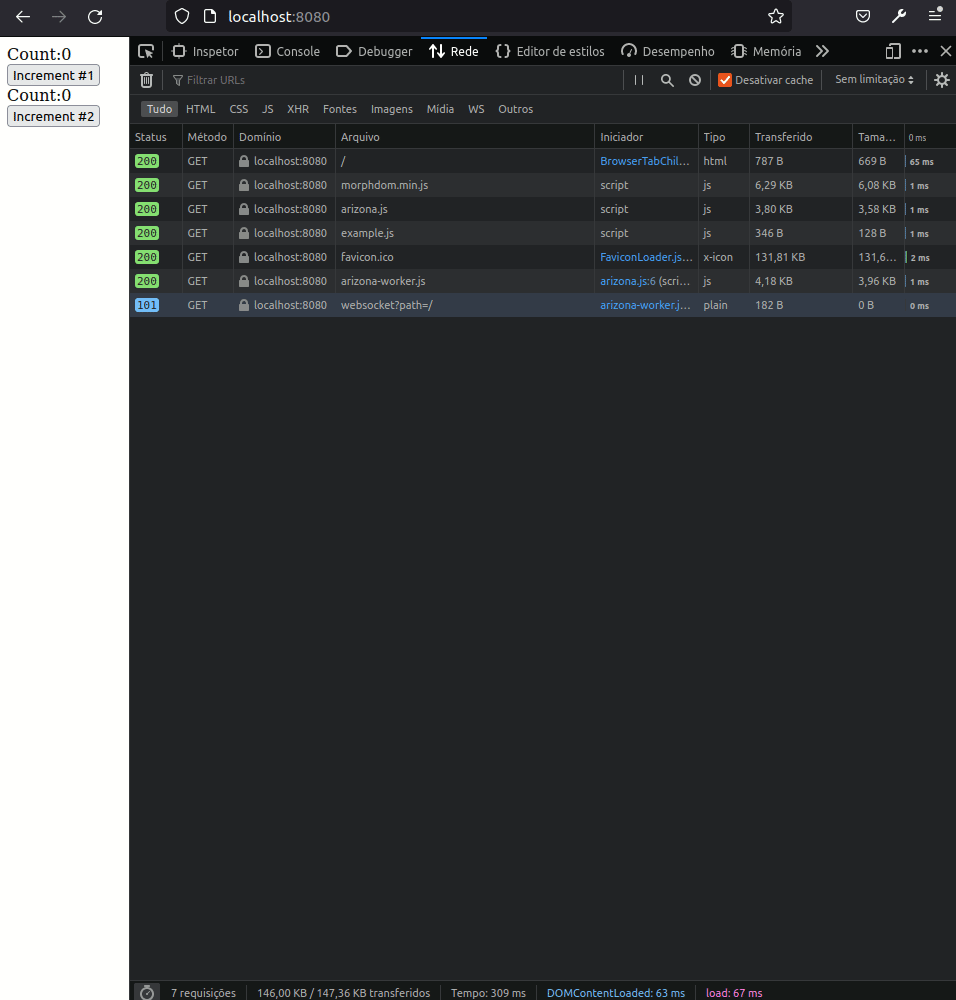 localhost:8080
Count:0
Increment #1
Count:0
Increment #2
Inspetor Console Debugger Rede Editor de estilos Desempenho Memória
Filtrar URLs Desativar cache Sem limitação
Tudo HTML CSS JS XHR Fontes Imagens Mídia WS Outros
Status Método Domínio Arquivo Iniciador Tipo Transferido Tama… 0 ms
200 GET localhost:8080 / BrowserTabChil… html 787 B 669 B 65 ms
200 GET localhost:8080 morphdom.min.js script js 6,29 KB 6,08 KB 1 ms
200 GET localhost:8080 arizona.js script js 3,80 KB 3,58 KB 1 ms
200 GET localhost:8080 example.js script js 346 B 128 B 1 ms
200 GET localhost:8080 favicon.ico FaviconLoader.js… x-icon 131,81 KB 131,6… 2 ms
200 GET localhost:8080 arizona-worker.js arizona.js:6 (scri… js 4,18 KB 3,96 KB 1 ms
101 GET localhost:8080 websocket?path=/ arizona-worker.j… plain 182 B 0 B 0 ms
7 requisições 146,00 KB / 147,36 KB transferidos Tempo: 309 ms DOMContentLoaded: 63 ms load: 67 ms